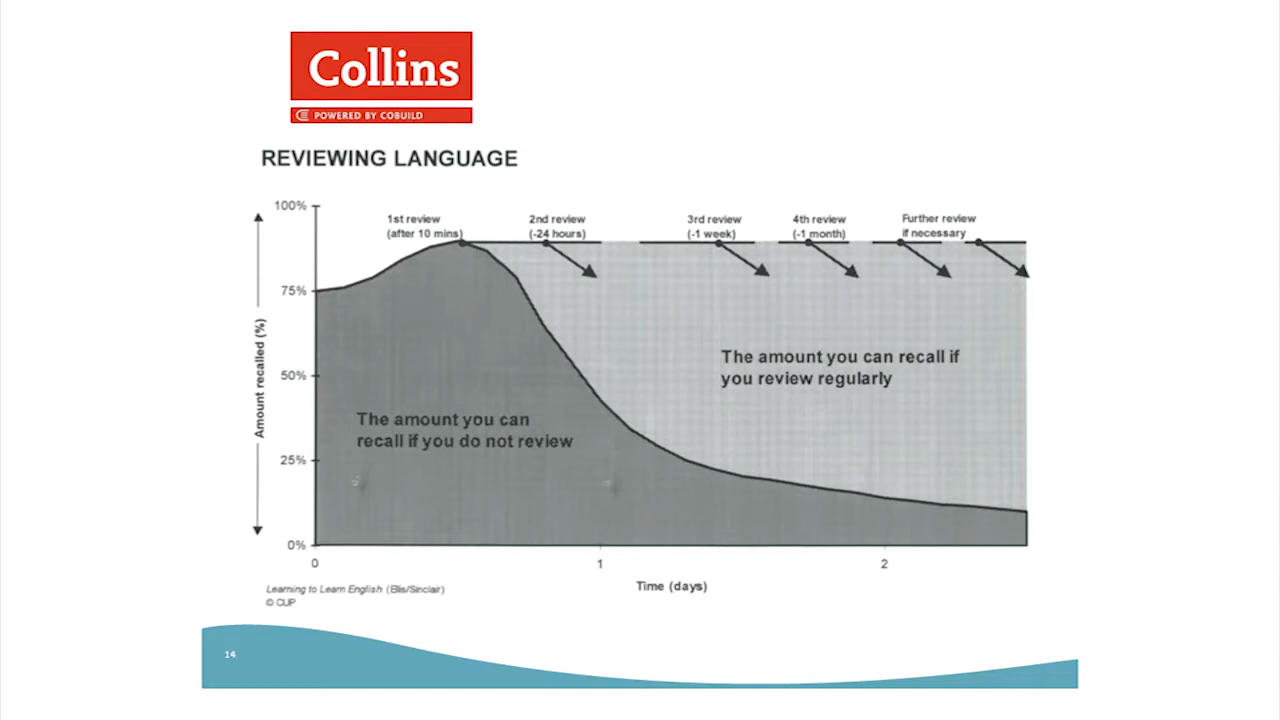 Collins
POWERED BY COBUILD
REVIEWING LANGUAGE
100%
75%
50%
25%
0%
Amount recalled (%)
1st review
(after 10 mins)
2nd review
(-24 hours)
3rd review
(-1 week)
4th review
(-1 month)
Further review
if necessary
The amount you can recall if
you review regularly
The amount you can
recall if you do not review
0
1
2
Time (days)
Learning to Learn English (Ellis/Sinclair)
© CUP
14